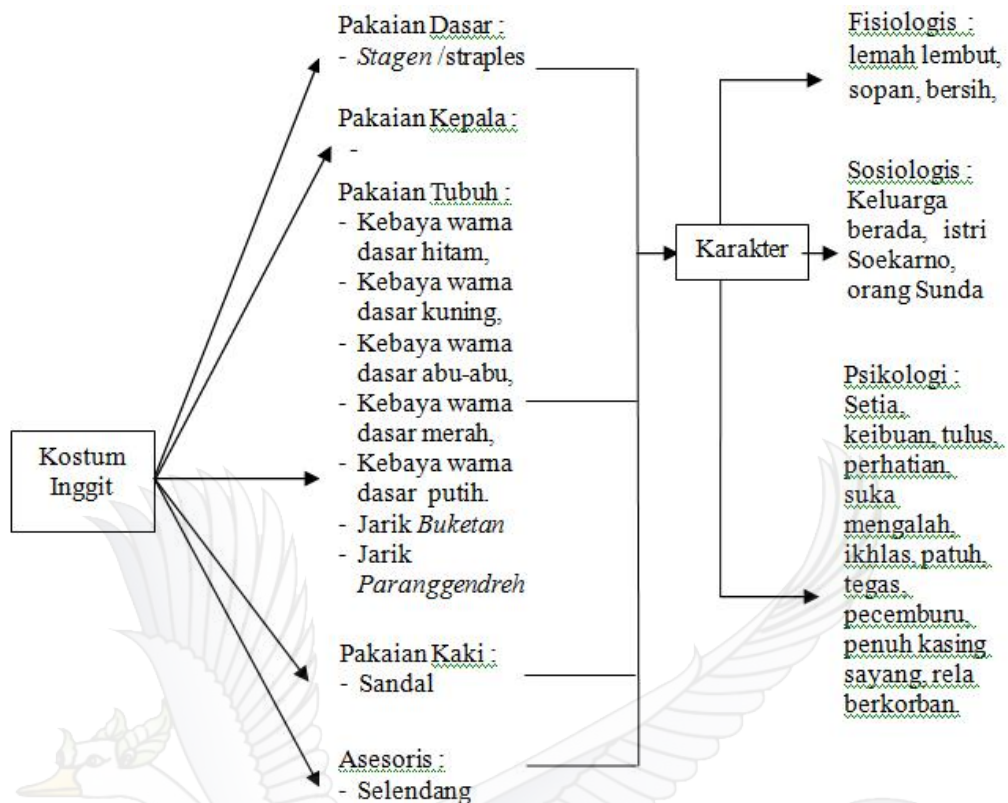 Kostum
Inggit
Pakaian Dasar :
- Stagen /straples
Pakaian Kepala :
-
Pakaian Tubuh :
- Kebaya warna
dasar hitam,
- Kebaya warna
dasar kuning,
- Kebaya warna
dasar abu-abu,
- Kebaya warna
dasar merah,
- Kebaya warna
dasar putih.
- Jarik Buketan
- Jarik
Paranggendreh
Pakaian Kaki :
- Sandal
Asesoris :
- Selendang
Karakter
Fisiologis :
lemah lembut,
sopan, bersih,
Sosiologis :
Keluarga
berada, istri
Soekarno,
orang Sunda
Psikologi :
Setia,
keibuan, tulus,
perhatian,
suka
mengalah,
ikhlas, patuh,
tegas,
pecemburu,
penuh kasing
sayang, rela
berkorban.